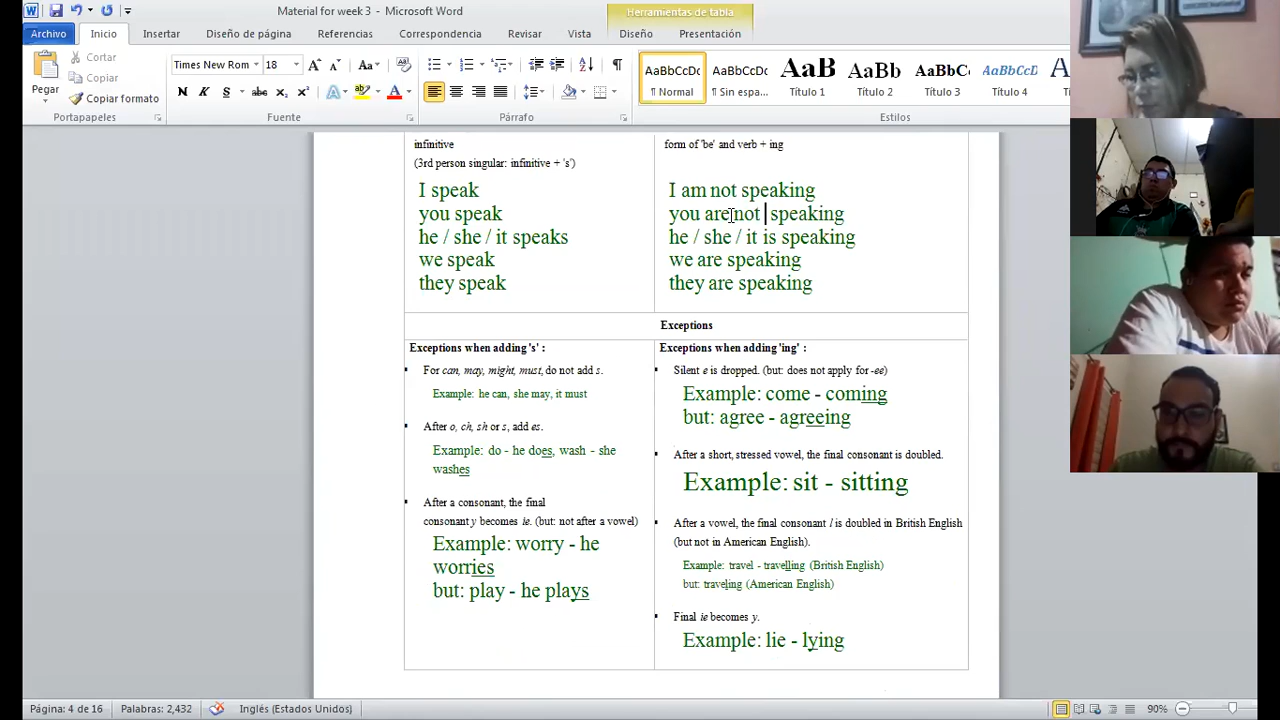 Material for week 3 - Microsoft Word
Herramientas de tabla
Archivo
Inicio
Insertar
Diseño de página
Referencias
Correspondencia
Revisar
Vista
Diseño
Presentación
Pegar
Cortar
Copiar
Copiar formato
Portapapeles
Times New Rom
18
Fuente
Párrafo
AaBbCcDc
¶ Normal
AaBbCcDc
¶ Sin espa...
AaB
Título 1
AaBb
Título 2
AaBbC
Título 3
AaBbCcD
Título 4
Estilos
infinitive
(3rd person singular: infinitive + 's')
I speak
you speak
he / she / it speaks
we speak
they speak
form of 'be' and verb + ing
I am not speaking
you are not speaking
he / she / it is speaking
we are speaking
they are speaking
Exceptions
Exceptions when adding 's' :
For can, may, might, must, do not add s.
Example: he can, she may, it must
After o, ch, sh or s, add es.
Example: do - he does, wash - she
washes
After a consonant, the final
consonant y becomes ie. (but: not after a vowel)
Example: worry - he
worries
but: play - he plays
Exceptions when adding 'ing' :
Silent e is dropped. (but: does not apply for -ee)
Example: come - coming
but: agree - agreeing
After a short, stressed vowel, the final consonant is doubled.
Example: sit - sitting
After a vowel, the final consonant l is doubled in British English
(but not in American English).
Example: travel - travelling (British English)
but: traveling (American English)
Final ie becomes y.
Example: lie - lying
Página: 4 de 16
Palabras: 2,432
Inglés (Estados Unidos)
90%